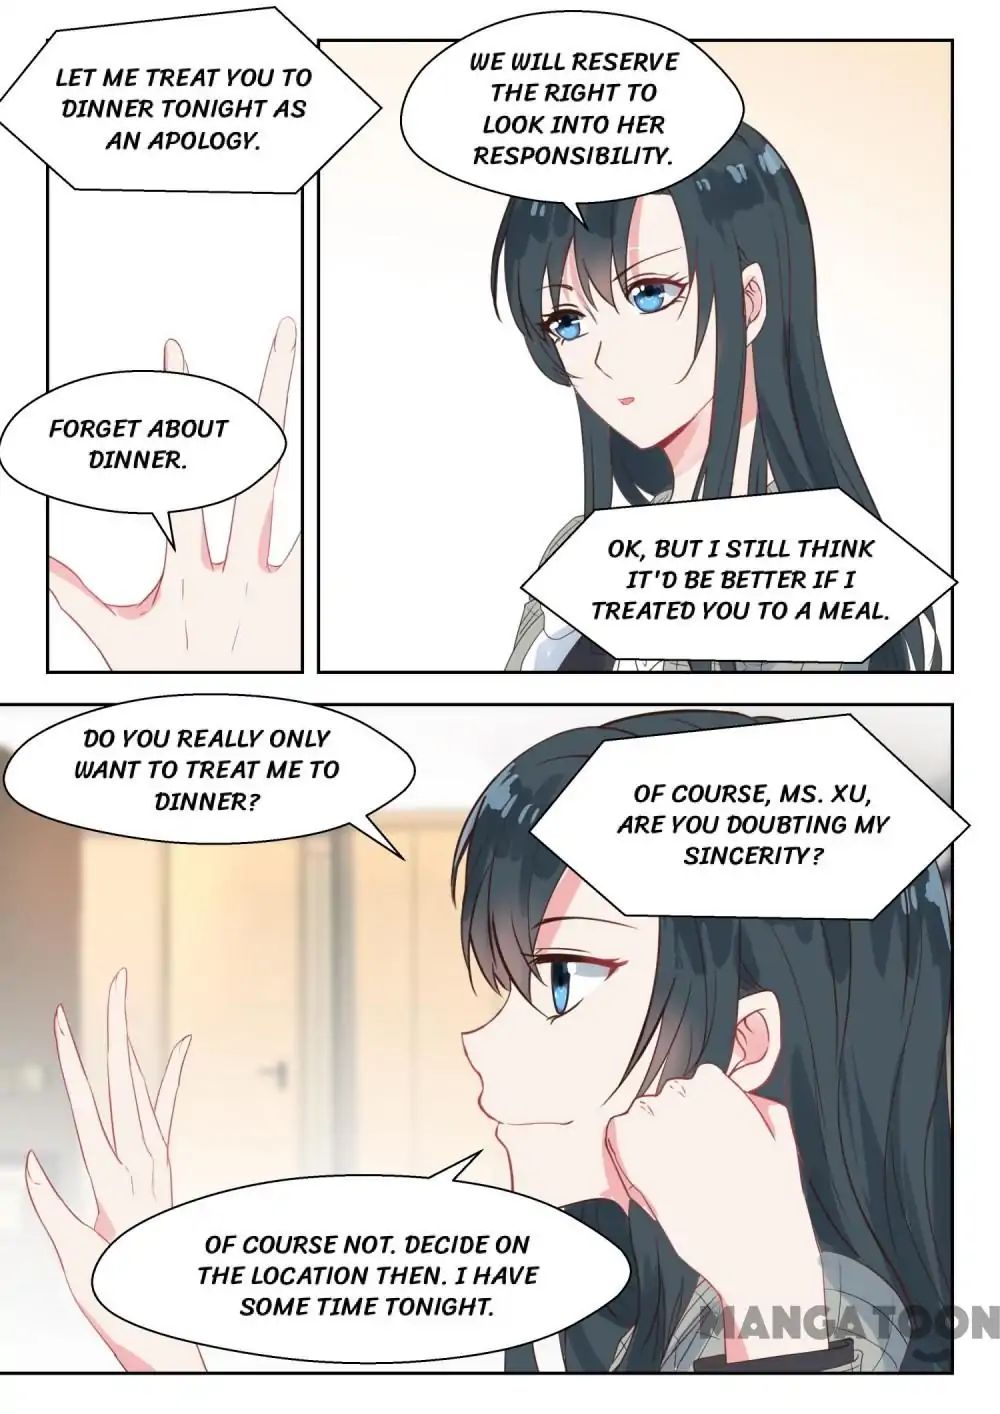 LET ME TREAT YOU TO
DINNER TONIGHT AS
AN APOLOGY.
FORGET ABOUT
DINNER.
WE WILL RESERVE
THE RIGHT TO
LOOK INTO HER
RESPONSIBILITY.
OK, BUT I STILL THINK
IT'D BE BETTER IF I
TREATED YOU TO A MEAL.
DO YOU REALLY ONLY
WANT TO TREAT ME TO
DINNER?
OF COURSE, MS. XU,
ARE YOU DOUBTING MY
SINCERITY?
OF COURSE NOT. DECIDE ON
THE LOCATION THEN. I HAVE
SOME TIME TONIGHT.
MANGATOON